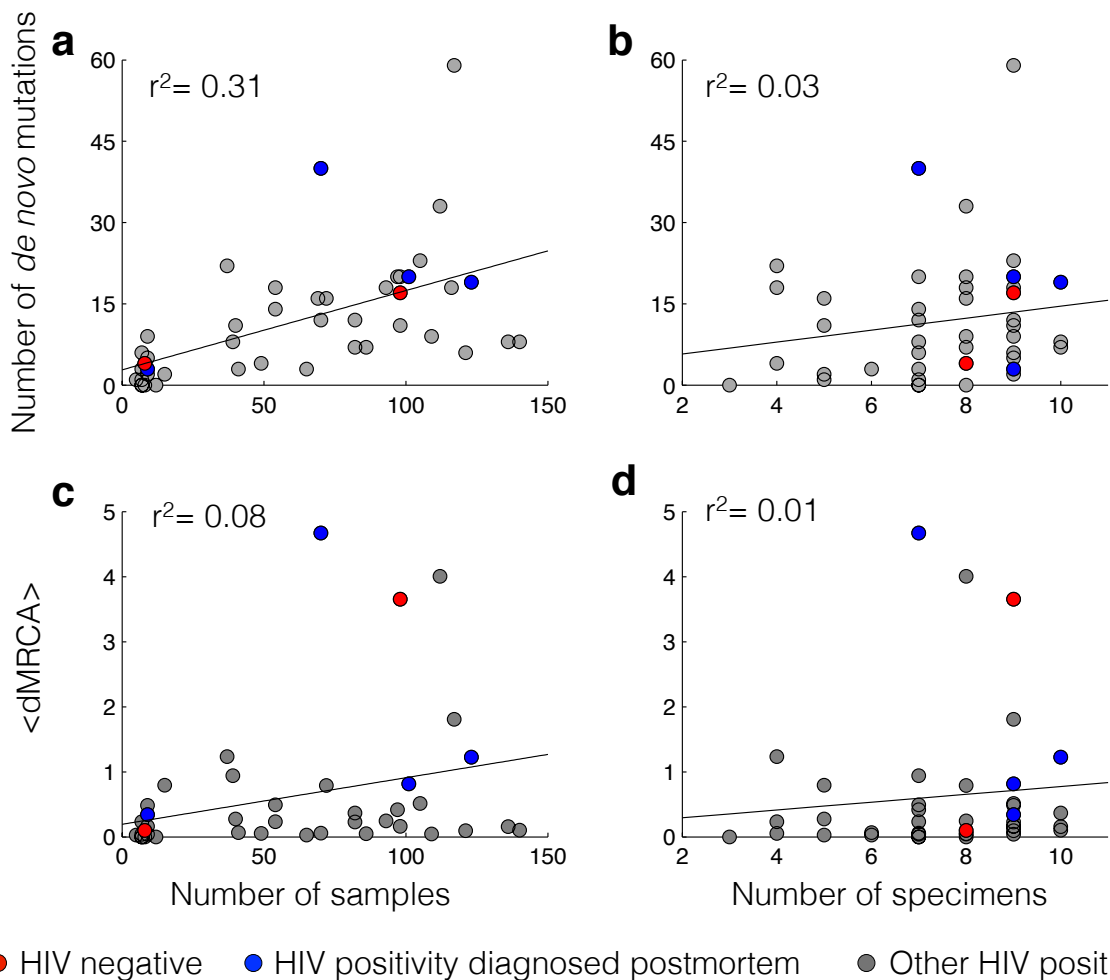 a
b
Number of de novo mutations
60
45
30
15
0
r²= 0.31
0 50 100 150
60
45
30
15
0
r²= 0.03
2 4 6 8 10
c
d
<dMRCA>
5
4
3
2
1
0
r²= 0.08
0 50 100 150
Number of samples
5
4
3
2
1
0
r²= 0.01
2 4 6 8 10
Number of specimens
HIV negative HIV positivity diagnosed postmortem Other HIV posit